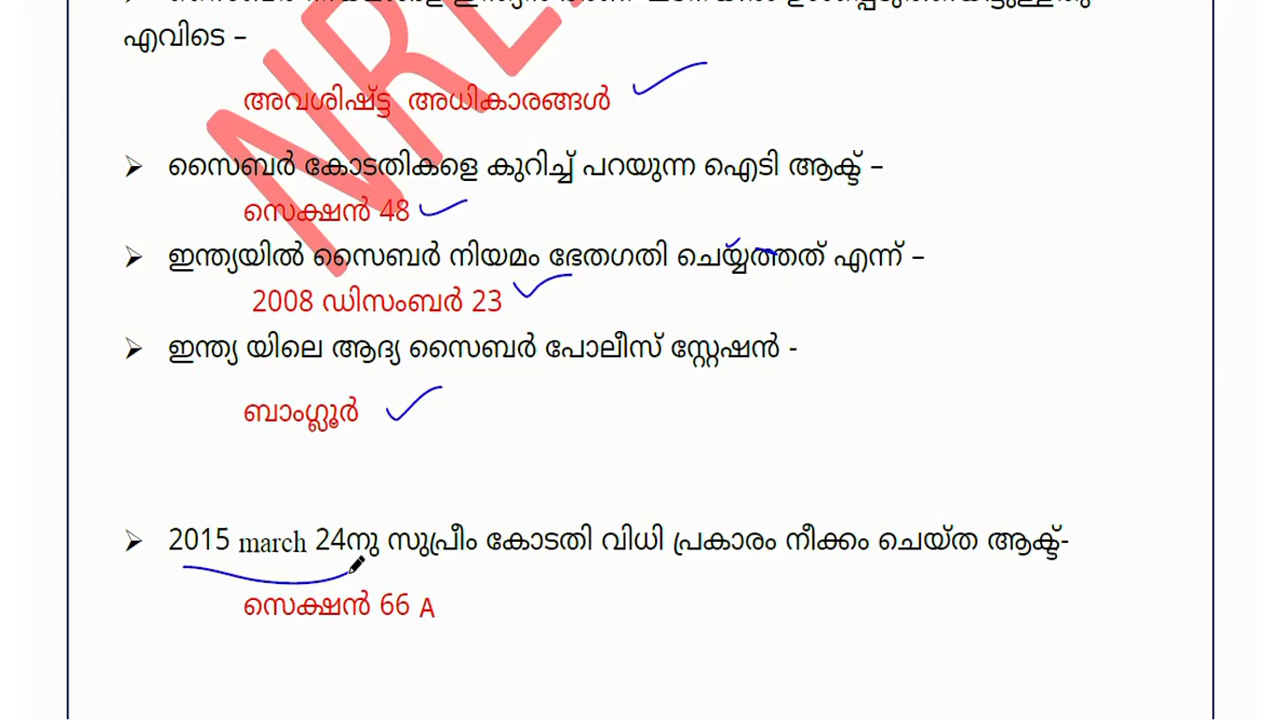 എവിടെ –
അവശിഷ്ട്ട അധികാരങ്ങൾ
➢ സൈബർ കോടതികളെ കുറിച്ച് പറയുന്ന ഐടി ആക്ട് –
സെക്ഷൻ 48
➢ ഇന്ത്യയിൽ സൈബർ നിയമം ഭേതഗതി ചെയ്യ്തത് എന്ന് –
2008 ഡിസംബർ 23
➢ ഇന്ത്യ യിലെ ആദ്യ സൈബർ പോലീസ് സ്റ്റേഷൻ -
ബാംഗ്ലൂർ
➢ 2015 march 24നു സുപ്രീം കോടതി വിധി പ്രകാരം നീക്കം ചെയ്ത ആക്ട്-
സെക്ഷൻ 66 A